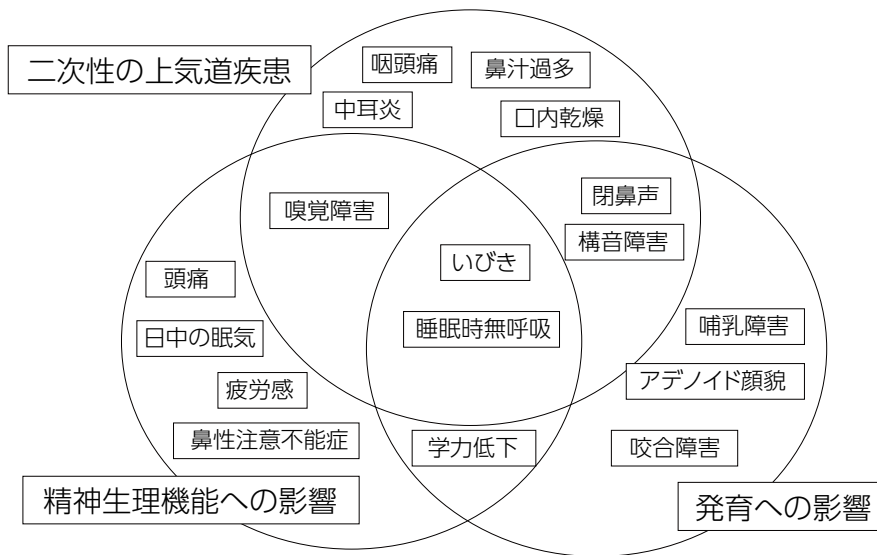 二次性の上気道疾患
咽頭痛
鼻汁過多
中耳炎
口内乾燥
嗅覚障害
閉鼻声
構音障害
いびき
頭痛
睡眠時無呼吸
哺乳障害
日中の眠気
アデノイド顔貌
疲労感
鼻性注意不能症
学力低下
咬合障害
精神生理機能への影響
発育への影響